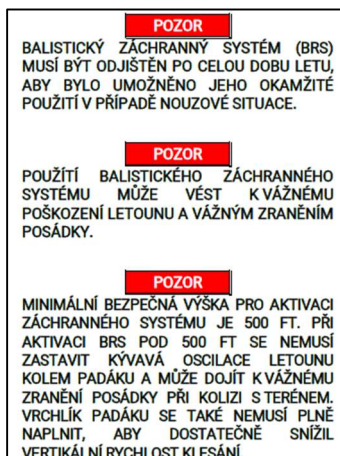 POZOR
BALISTICKÝ ZÁCHRANNÝ SYSTÉM (BRS)
MUSÍ BÝT ODJIŠTĚN PO CELOU DOBU LETU,
ABY BYLO UMOŽNĚNO JEHO OKAMŽITÉ
POUŽITÍ V PŘÍPADĚ NOUZOVÉ SITUACE.
POZOR
POUŽÍTÍ BALISTICKÉHO ZÁCHRANNÉHO
SYSTÉMU MŮŽE VÉST K VÁŽNÉMU
POŠKOZENÍ LETOUNU A VÁŽNÝM ZRANĚNÍM
POSÁDKY.
POZOR
MINIMÁLNÍ BEZPEČNÁ VÝŠKA PRO AKTIVACI
ZÁCHRANNÉHO SYSTÉMU JE 500 FT. PŘI
AKTIVACI BRS POD 500 FT SE NEMUSÍ
ZASTAVIT KÝVAVÁ OSCILACE LETOUNU
KOLEM PADÁKU A MŮŽE DOJÍT K VÁŽNÉMU
ZRANĚNÍ POSÁDKY PŘI KOLIZI S TERÉNEM.
VRCHLÍK PADÁKU SE TAKÉ NEMUSÍ PLNĚ
NAPLNIT, ABY DOSTATEČNĚ SNÍŽIL
VERTIKÁLNÍ RYCHLOST KLESÁNÍ